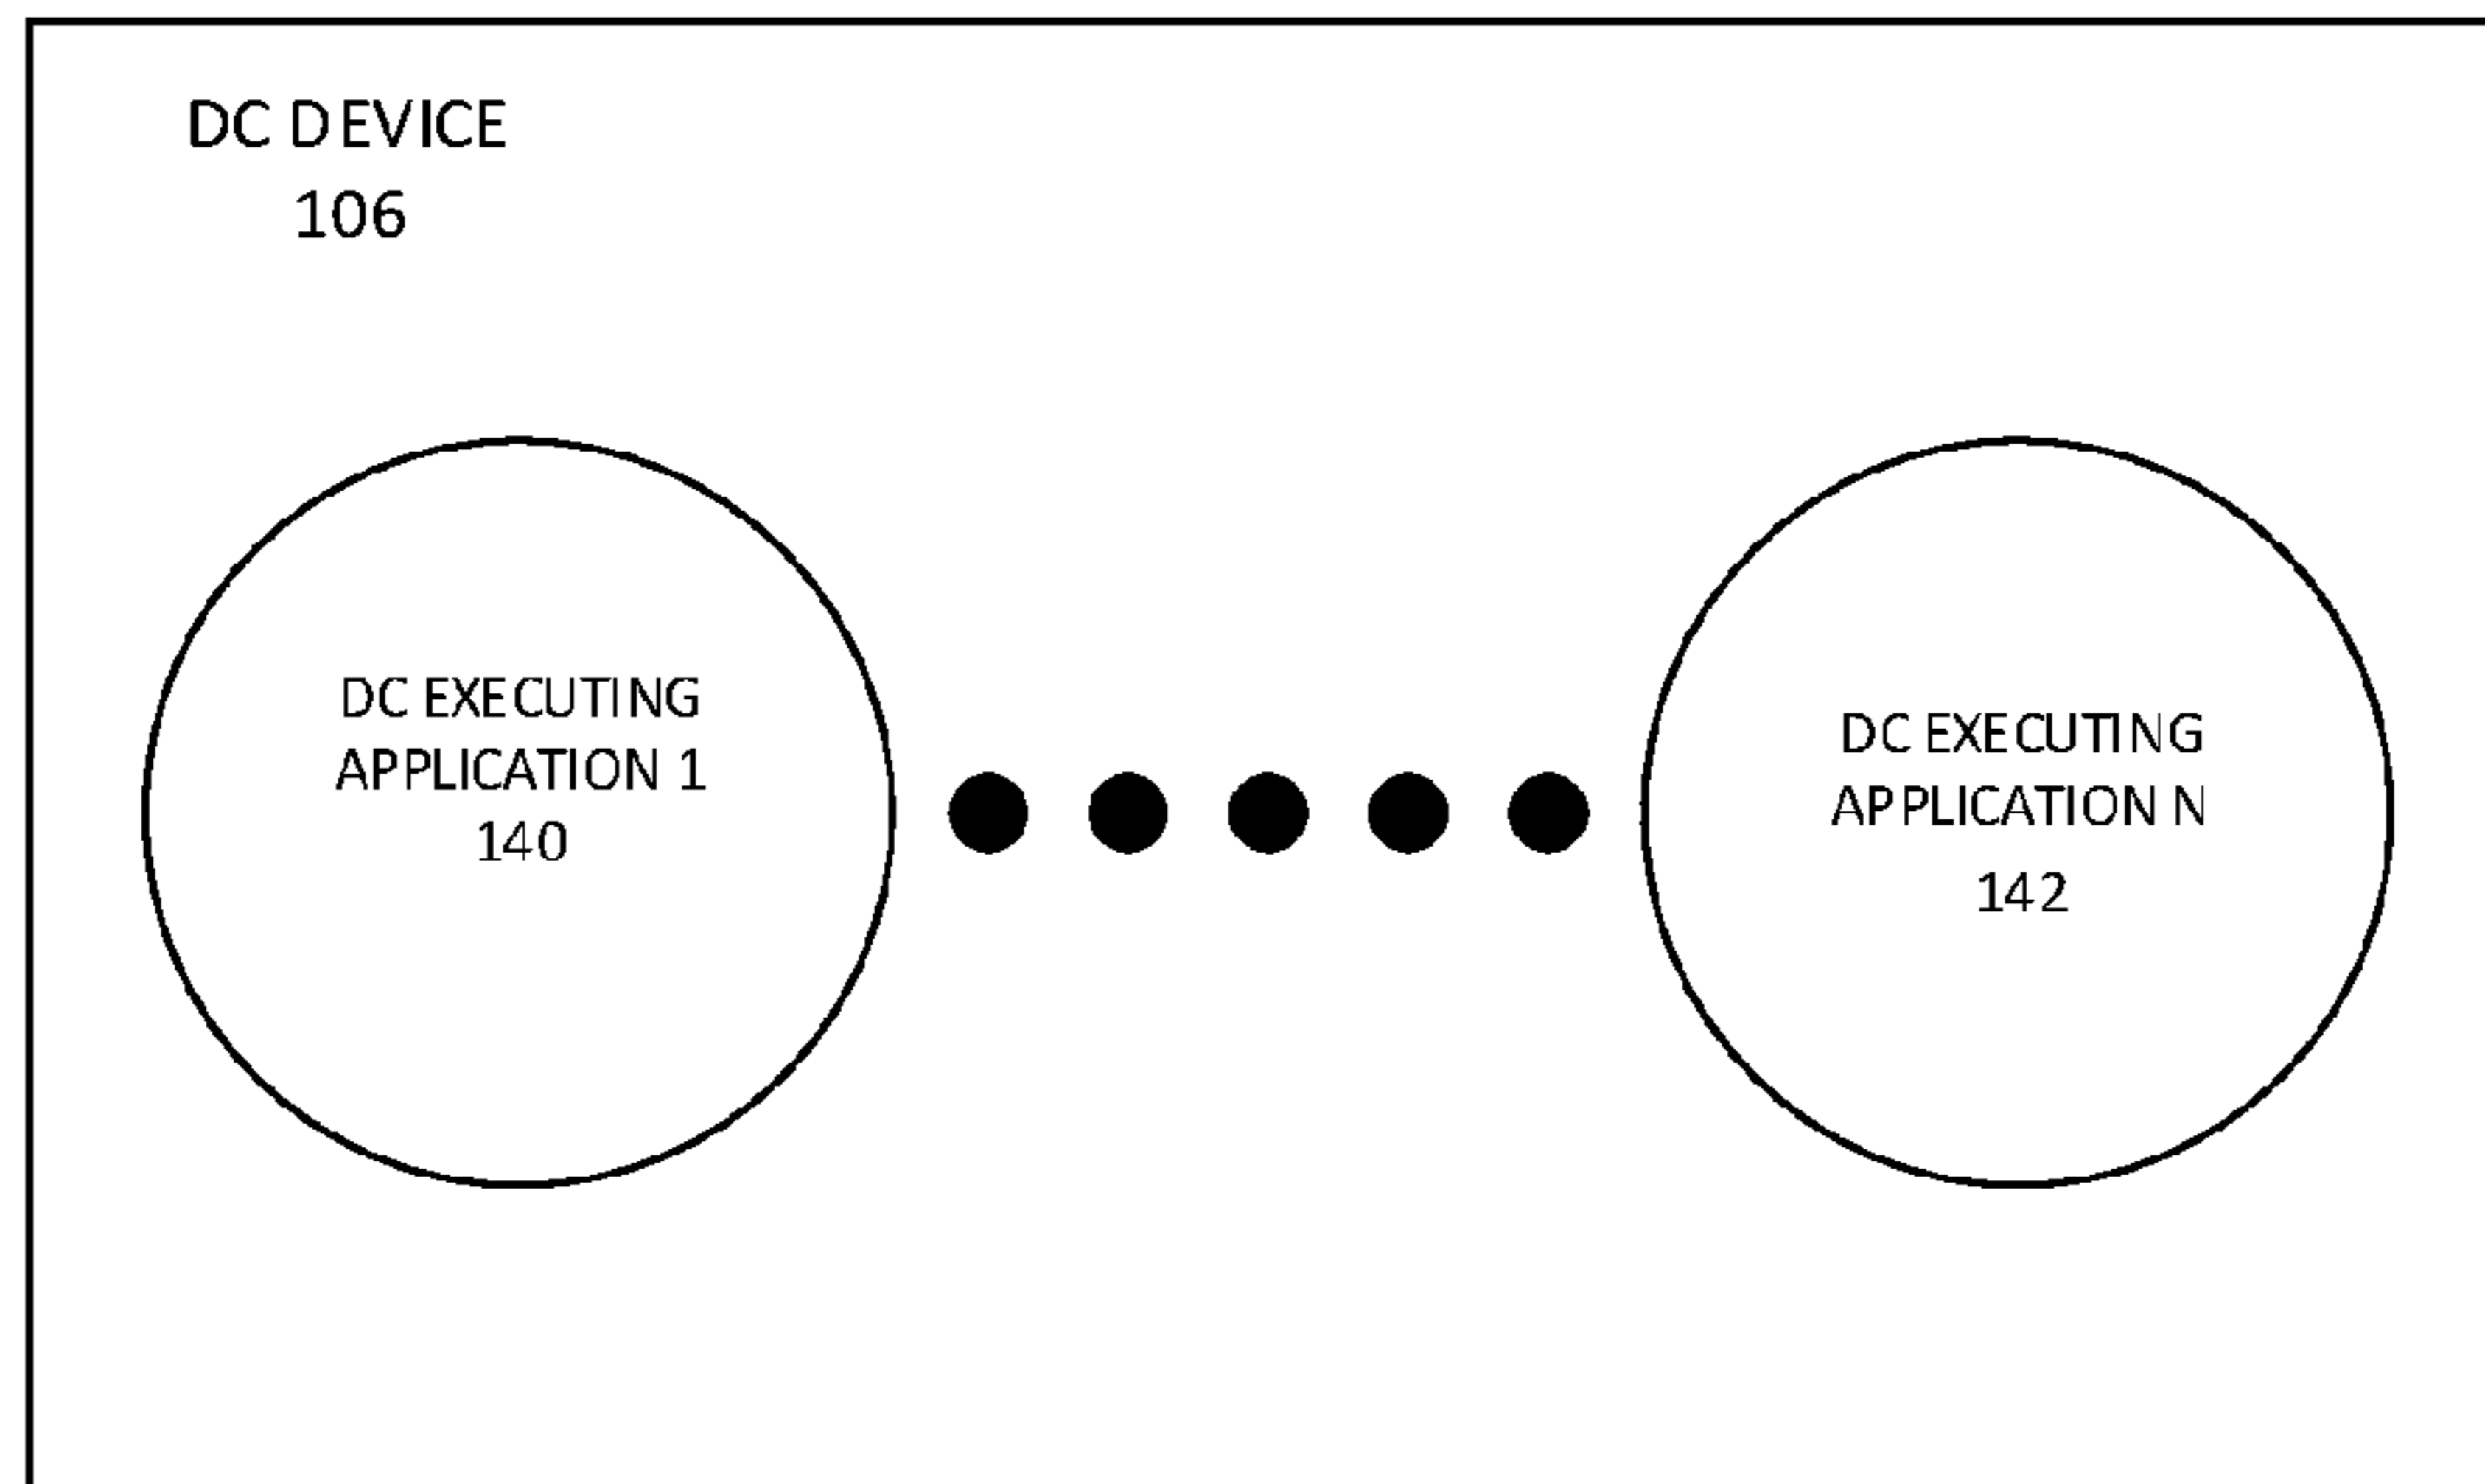 DC DEVICE
106
DC EXECUTING
APPLICATION 1
140
DC EXECUTING
APPLICATION N
142